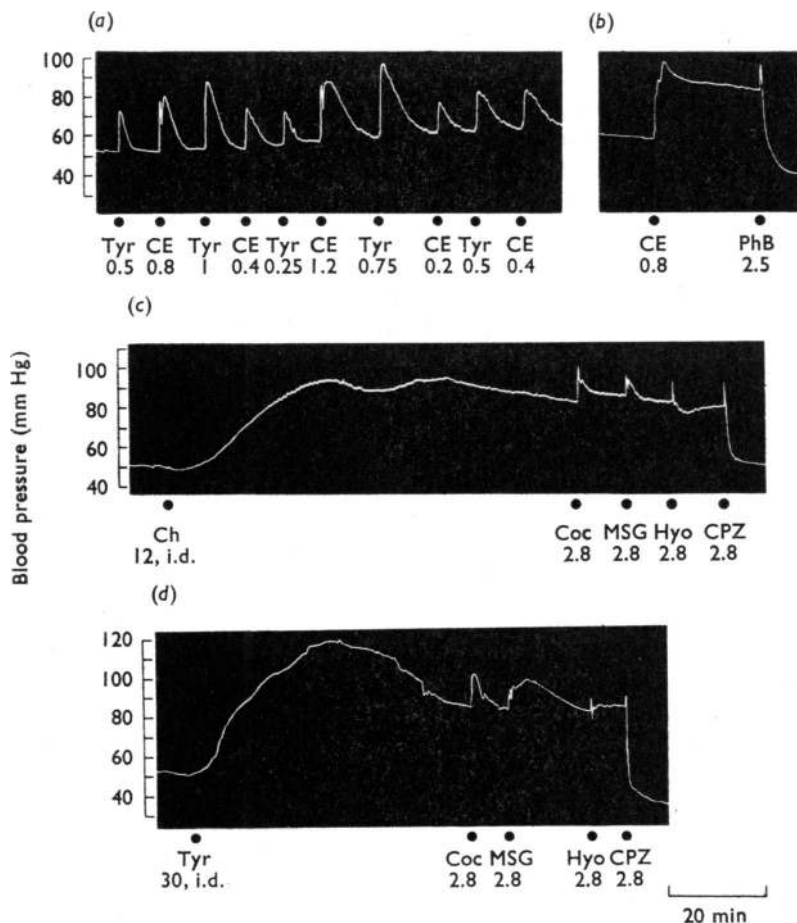 (a)
(b)
100
80
60
40
Tyr CE Tyr CE Tyr CE Tyr CE Tyr CE
0.5 0.8 1 0.4 0.25 1.2 0.75 0.2 0.5 0.4
CE PhB
0.8 2.5
(c)
Blood pressure (mm Hg)
100
80
60
40
Ch
12, i.d.
Coc MSG Hyo CPZ
2.8 2.8 2.8 2.8
(d)
120
100
80
60
40
Tyr
30, i.d.
Coc MSG Hyo CPZ
2.8 2.8 2.8 2.8
20 min